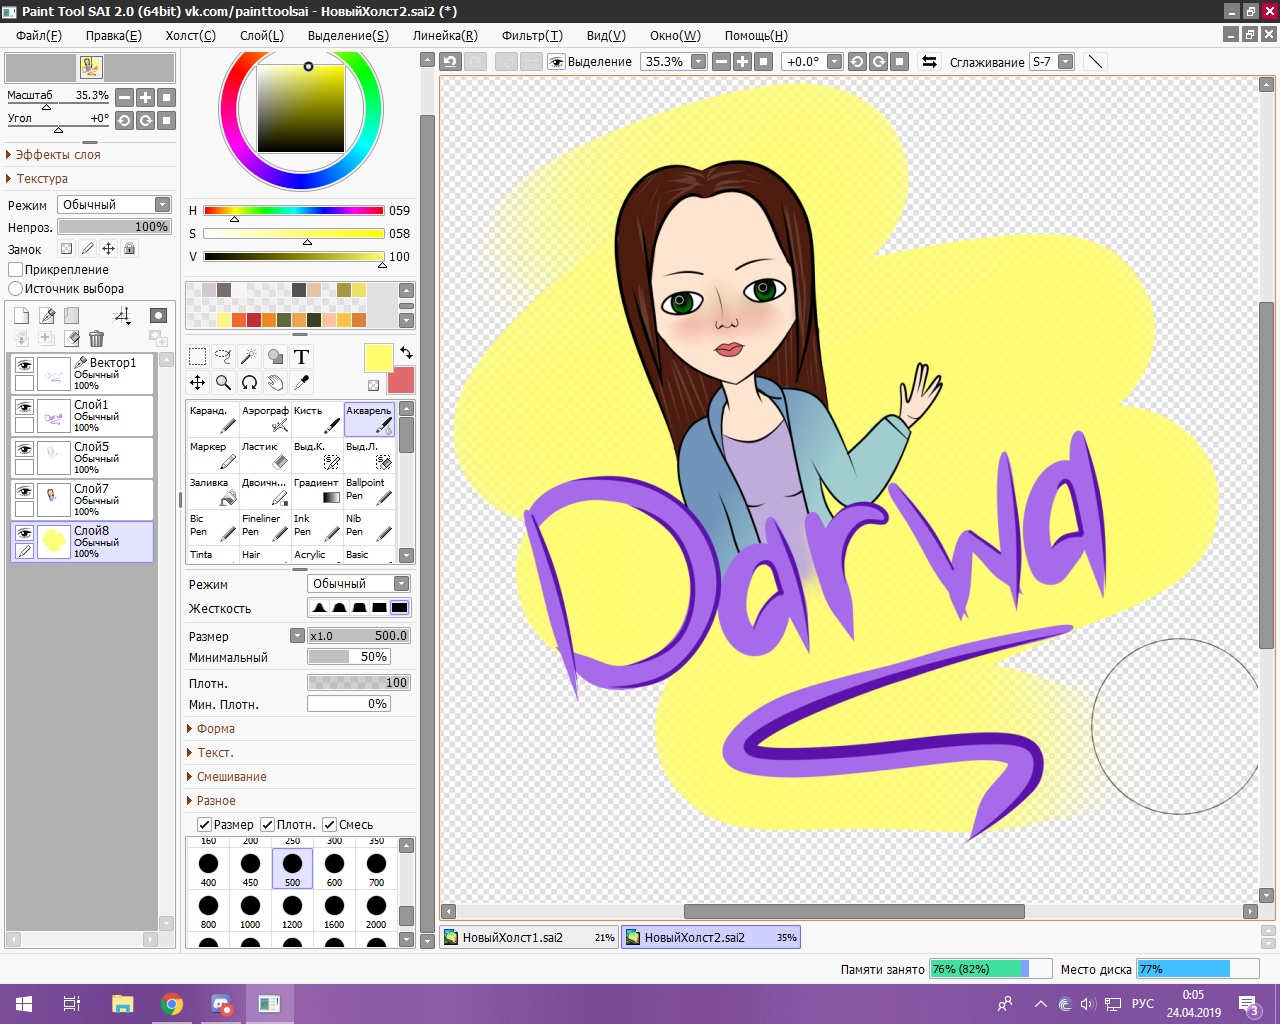 Paint Tool SAI 2.0 (64bit) vk.com/painttoolsai - НовыйХолст2.sai2 (*)
Файл(F) Правка(E) Холст(C) Слой(L) Выделение(S) Линейка(R) Фильтр(T) Вид(V) Окно(W) Помощь(H)
Выделение 35.3% +0.0° Сглаживание S-7
Масштаб 35.3%
Угол +0°
Эффекты слоя
Текстура
Режим Обычный
Непроз. 100%
Замок
Прикрепление
Источник выбора
Вектор1
Обычный
100%
Слой1
Обычный
100%
Слой5
Обычный
100%
Слой7
Обычный
100%
Слой8
Обычный
100%
H 059
S 058
V 100
T
Каранд. Аэрограф Кисть Акварель
Маркер Ластик Выд.К. Выд.Л.
Заливка Двоичн... Градиент Ballpoint Pen
Bic Pen Fineliner Pen Ink Pen Nib Pen
Tinta Hair Acrylic Basic
Режим Обычный
Жесткость
Размер x1.0 500.0
Минимальный 50%
Плотн. 100
Мин. Плотн. 0%
Форма
Текст.
Смешивание
Разное
Размер Плотн. Смесь
160 200 250 300 350
400 450 500 600 700
800 1000 1200 1600 2000
Darwa
НовыйХолст1.sai2 21% НовыйХолст2.sai2 35%
Памяти занято 76% (82%) Место диска 77%
РУС
0:05
24.04.2019
3